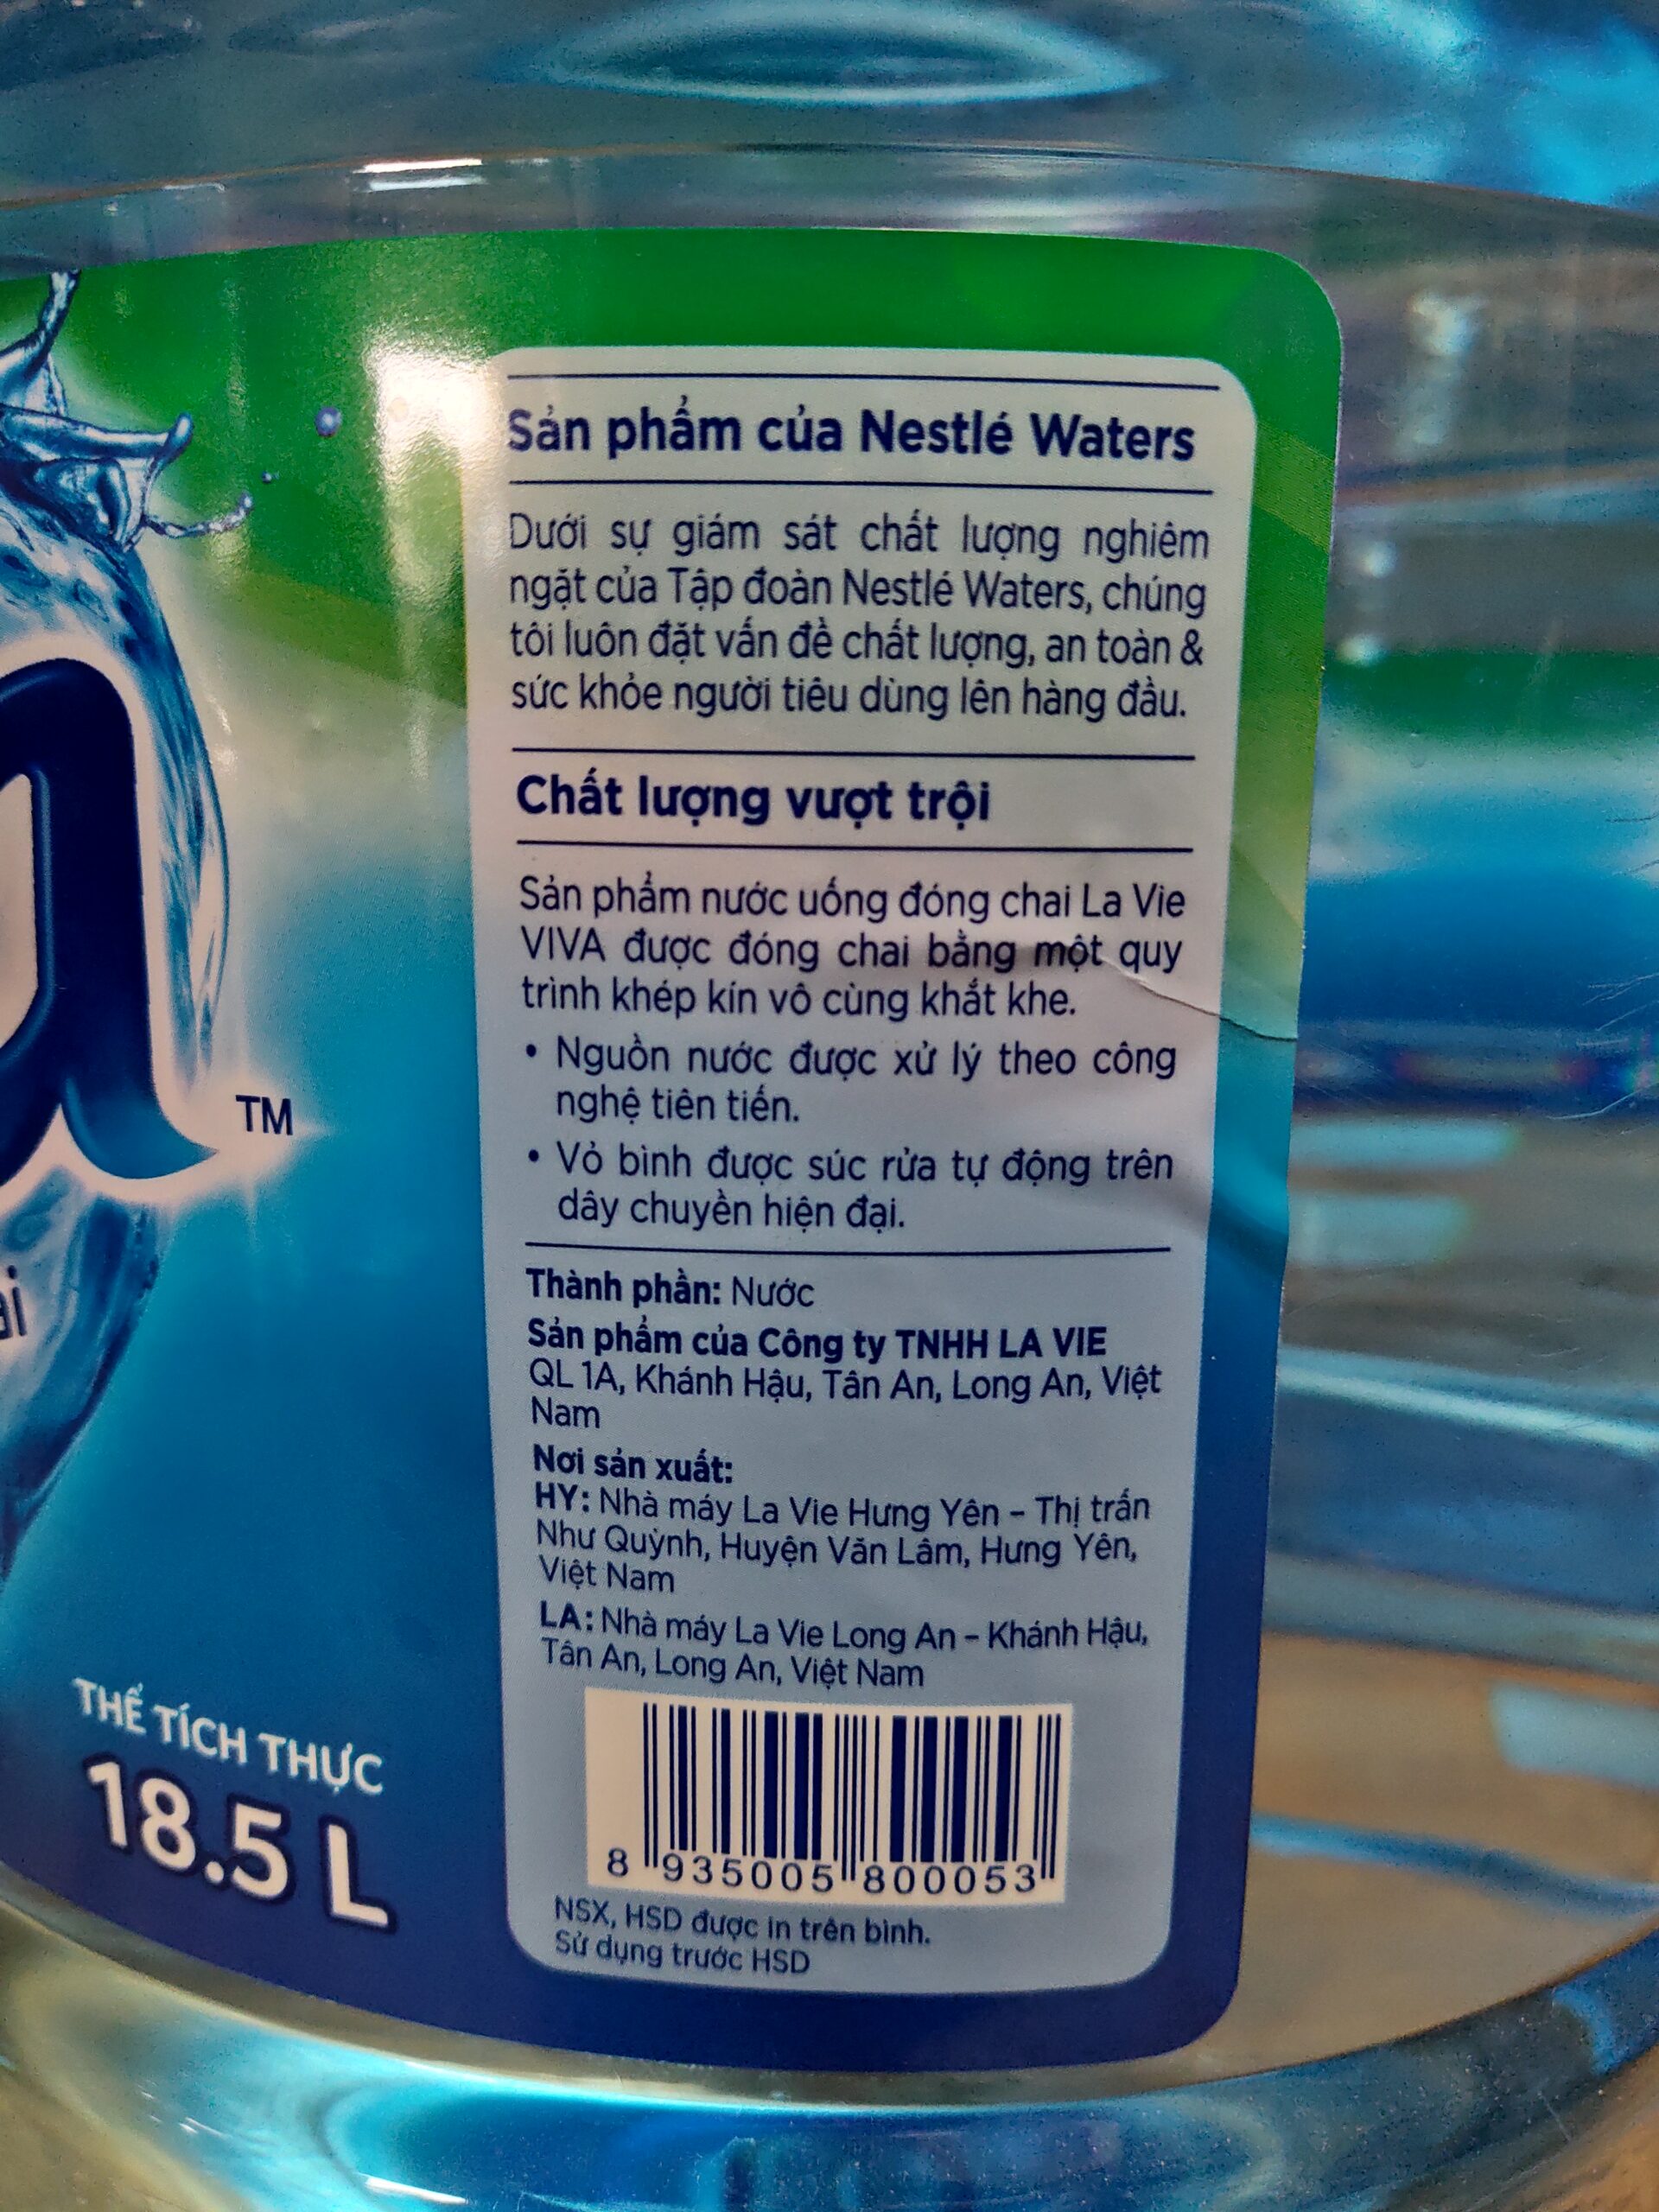 Sản phẩm của Nestlé Waters
Dưới sự giám sát chất lượng nghiêm
ngặt của Tập đoàn Nestlé Waters, chúng
tôi luôn đặt vấn đề chất lượng, an toàn &
sức khỏe người tiêu dùng lên hàng đầu.
Chất lượng vượt trội
Sản phẩm nước uống đóng chai La Vie
VIVA được đóng chai bằng một quy
trình khép kín vô cùng khắt khe.
• Nguồn nước được xử lý theo công
nghệ tiên tiến.
• Vỏ bình được súc rửa tự động trên
dây chuyền hiện đại.
Thành phần: Nước
Sản phẩm của Công ty TNHH LA VIE
QL 1A, Khánh Hậu, Tân An, Long An, Việt
Nam
Nơi sản xuất:
HY: Nhà máy La Vie Hưng Yên – Thị trấn
Như Quỳnh, Huyện Văn Lâm, Hưng Yên,
Việt Nam
LA: Nhà máy La Vie Long An – Khánh Hậu,
Tân An, Long An, Việt Nam
8 935005 800053
NSX, HSD được in trên bình.
Sử dụng trước HSD
TM
THỂ TÍCH THỰC
18.5 L